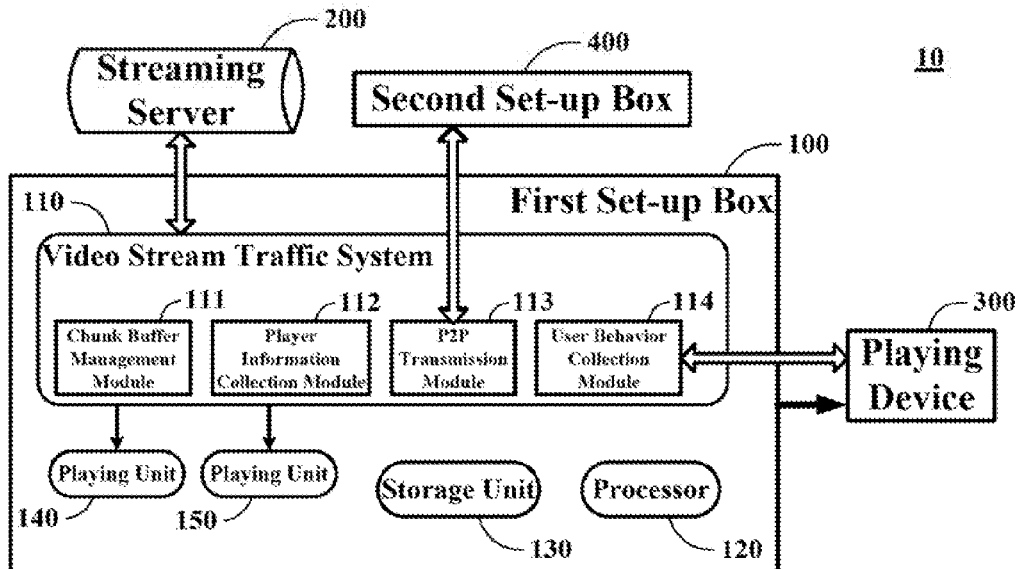 200
Streaming
Server
400
Second Set-up Box
10
100
First Set-up Box
110
Video Stream Traffic System
111
Chunk Buffer
Management
Module
112
Player
Information
Collection Module
113
P2P
Transmission
Module
114
User Behavior
Collection
Module
300
Playing
Device
Playing Unit
140
Playing Unit
150
Storage Unit
130
Processor
120